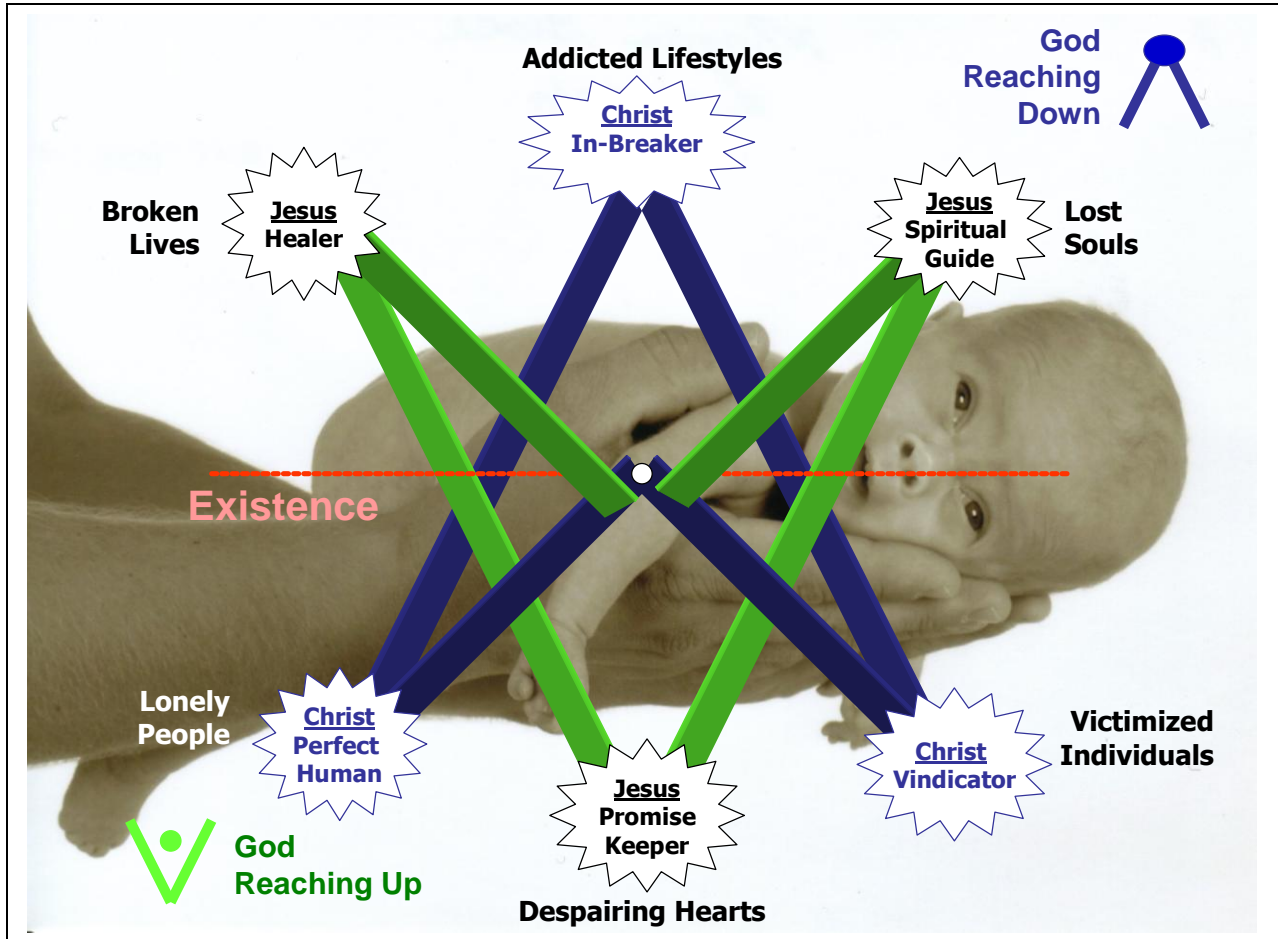 Addicted Lifestyles
God
Reaching
Down
Christ
In-Breaker
Broken
Lives
Jesus
Healer
Jesus
Spiritual
Guide
Lost
Souls
Existence
Lonely
People
Christ
Perfect
Human
Jesus
Promise
Keeper
Christ
Vindicator
Victimized
Individuals
God
Reaching Up
Despairing Hearts